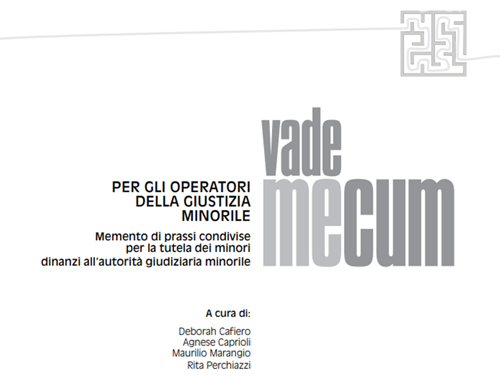 vade
mecum
PER GLI OPERATORI
DELLA GIUSTIZIA
MINORILE
Memento di prassi condivise
per la tutela dei minori
dinanzi all'autorità giudiziaria minorile
A cura di:
Deborah Cafiero
Agnese Caprioli
Maurilio Marangio
Rita Perchiazzi